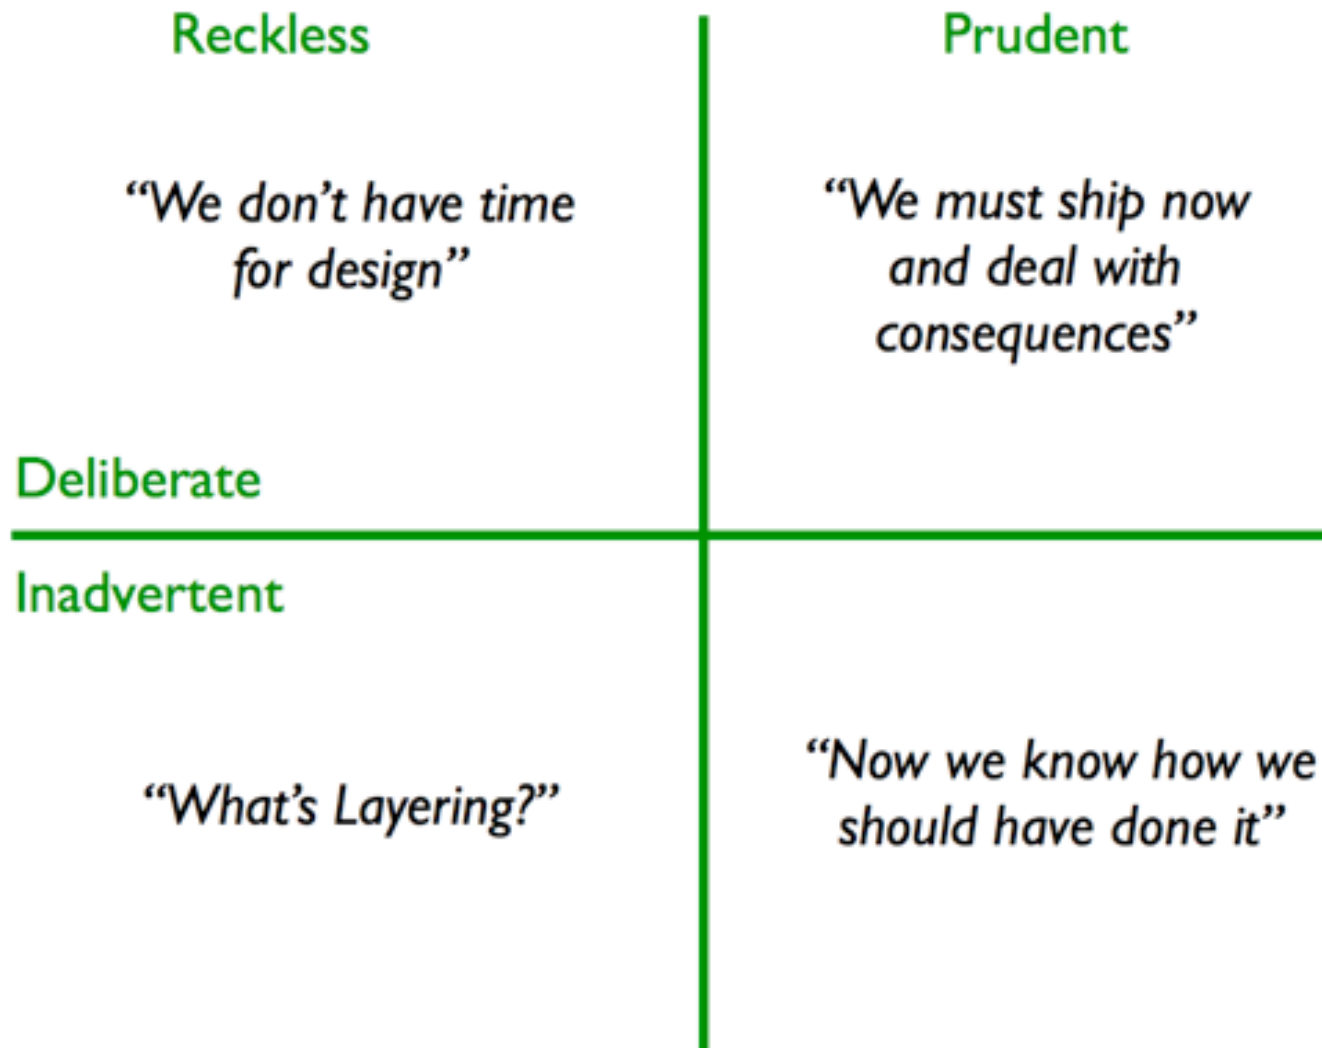 Reckless
Prudent
“We don’t have time
for design”
“We must ship now
and deal with
consequences”
Deliberate
Inadvertent
“What’s Layering?”
“Now we know how we
should have done it”